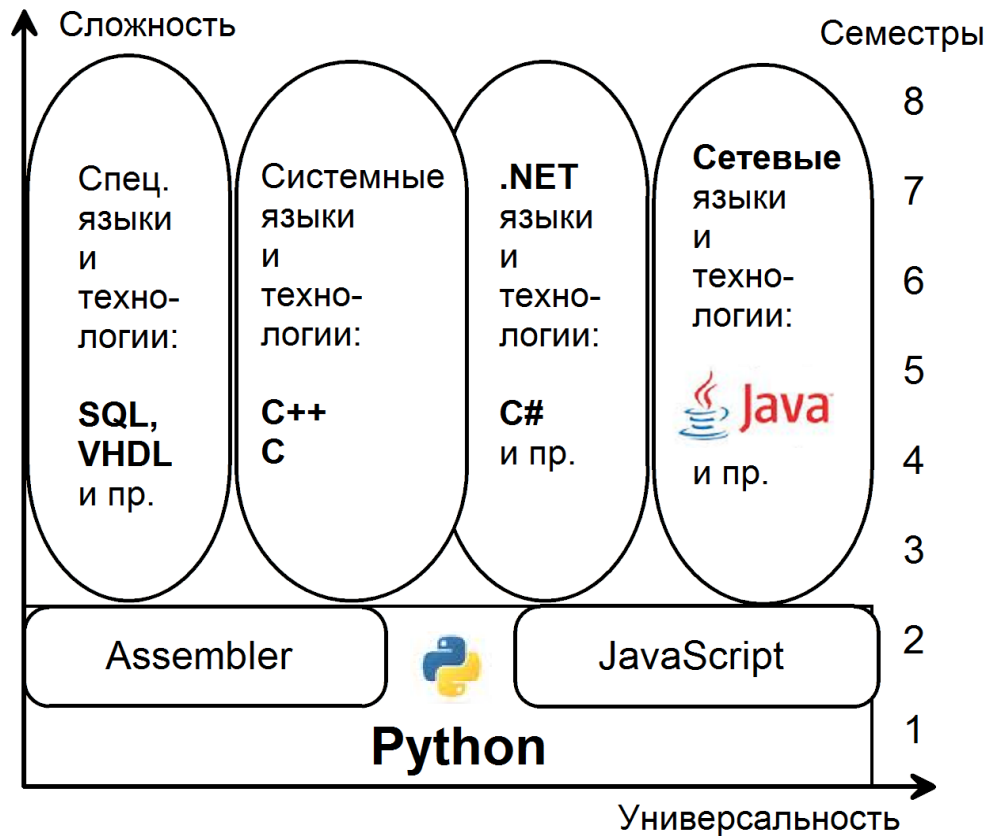 Сложность
Семестры
Спец.
языки
и
техно-
логии:
SQL,
VHDL
и пр.
Системные
языки
и
техно-
логии:
C++
C
.NET
языки
и
техно-
логии:
C#
и пр.
Сетевые
языки
и
техно-
логии:
Java
и пр.
8
7
6
5
4
3
2
1
Assembler
JavaScript
Python
Универсальность